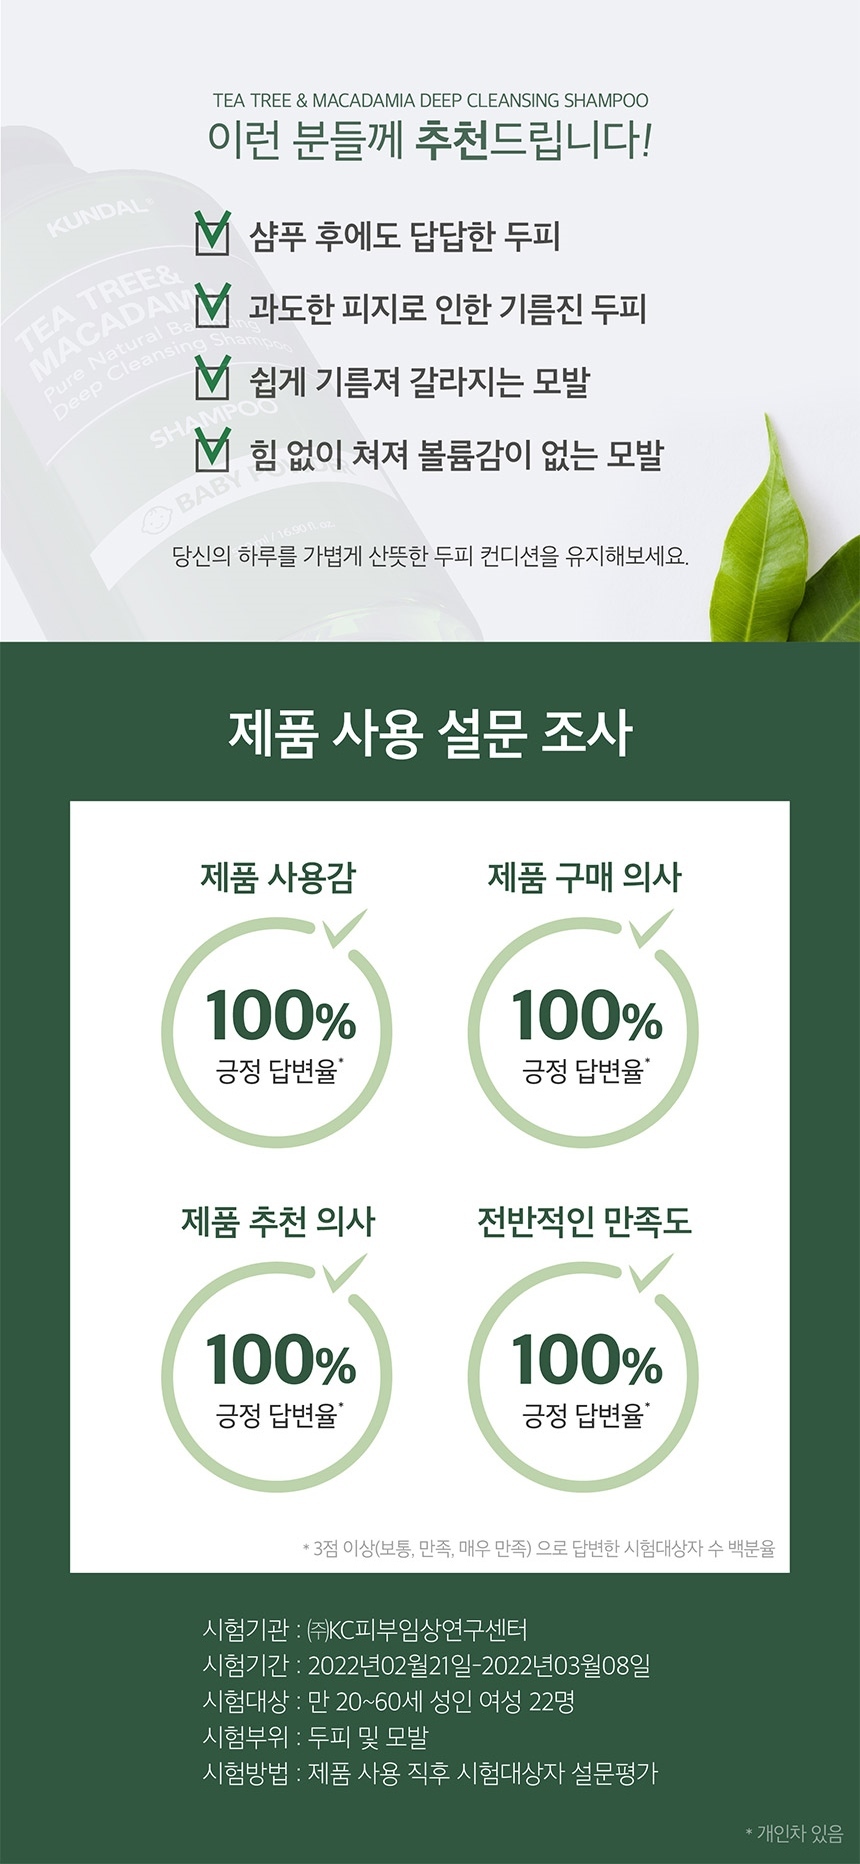 TEA TREE & MACADAMIA DEEP CLEANSING SHAMPOO
이런 분들께 추천드립니다!
KUNDAL®
TEA TREE&
MACADAMIA
Pure Natural Balancing
Deep Cleansing Shampoo
SHAMPOO
BABY POWDER
ml / 16.90 fl. oz.
샴푸 후에도 답답한 두피
과도한 피지로 인한 기름진 두피
쉽게 기름져 갈라지는 모발
힘 없이 쳐져 볼륨감이 없는 모발
당신의 하루를 가볍게 산뜻한 두피 컨디션을 유지해보세요.
제품 사용 설문 조사
제품 사용감
100%
긍정 답변율*
제품 구매 의사
100%
긍정 답변율*
제품 추천 의사
100%
긍정 답변율*
전반적인 만족도
100%
긍정 답변율*
* 3점 이상(보통, 만족, 매우 만족) 으로 답변한 시험대상자 수 백분율
시험기관 : ㈜KC피부임상연구센터
시험기간 : 2022년02월21일-2022년03월08일
시험대상 : 만 20~60세 성인 여성 22명
시험부위 : 두피 및 모발
시험방법 : 제품 사용 직후 시험대상자 설문평가
* 개인차 있음